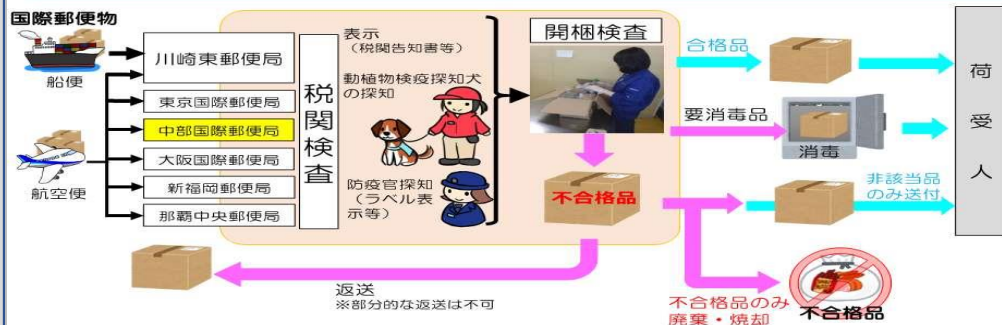 国際郵便物
船便
航空便
川崎東郵便局
東京国際郵便局
中部国際郵便局
大阪国際郵便局
新福岡郵便局
那覇中央郵便局
税関検査
表示
（税関告知書等）
動植物検疫探知犬
の探知
防疫官探知
（ラベル表
示等）
開梱検査
合格品
要消毒品
消毒
不合格品
非該当品
のみ送付
荷受人
返送
※部分的な返送は不可
不合格品のみ
廃棄・焼却
不合格品